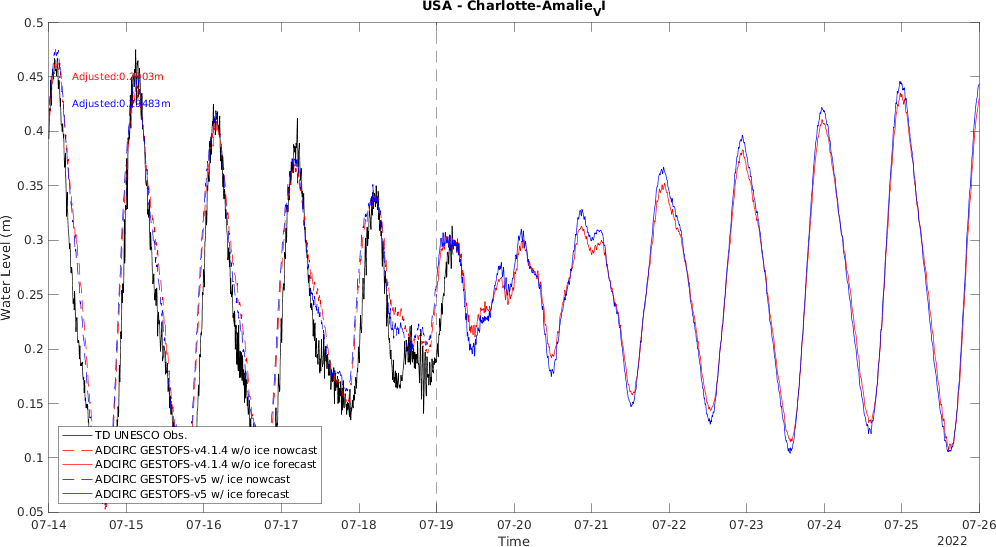 USA - Charlotte-Amalie_VI
0.5
0.45
0.4
0.35
0.3
0.25
0.2
0.15
0.1
0.05
Water Level (m)
TD UNESCO Obs.
ADCIRC GESTOFS-v4.1.4 w/o ice nowcast
ADCIRC GESTOFS-v4.1.4 w/o ice forecast
ADCIRC GESTOFS-v5 w/ ice nowcast
ADCIRC GESTOFS-v5 w/ ice forecast
07-14 07-15 07-16 07-17 07-18 07-19 07-20 07-21 07-22 07-23 07-24 07-25 07-26
Time
2022